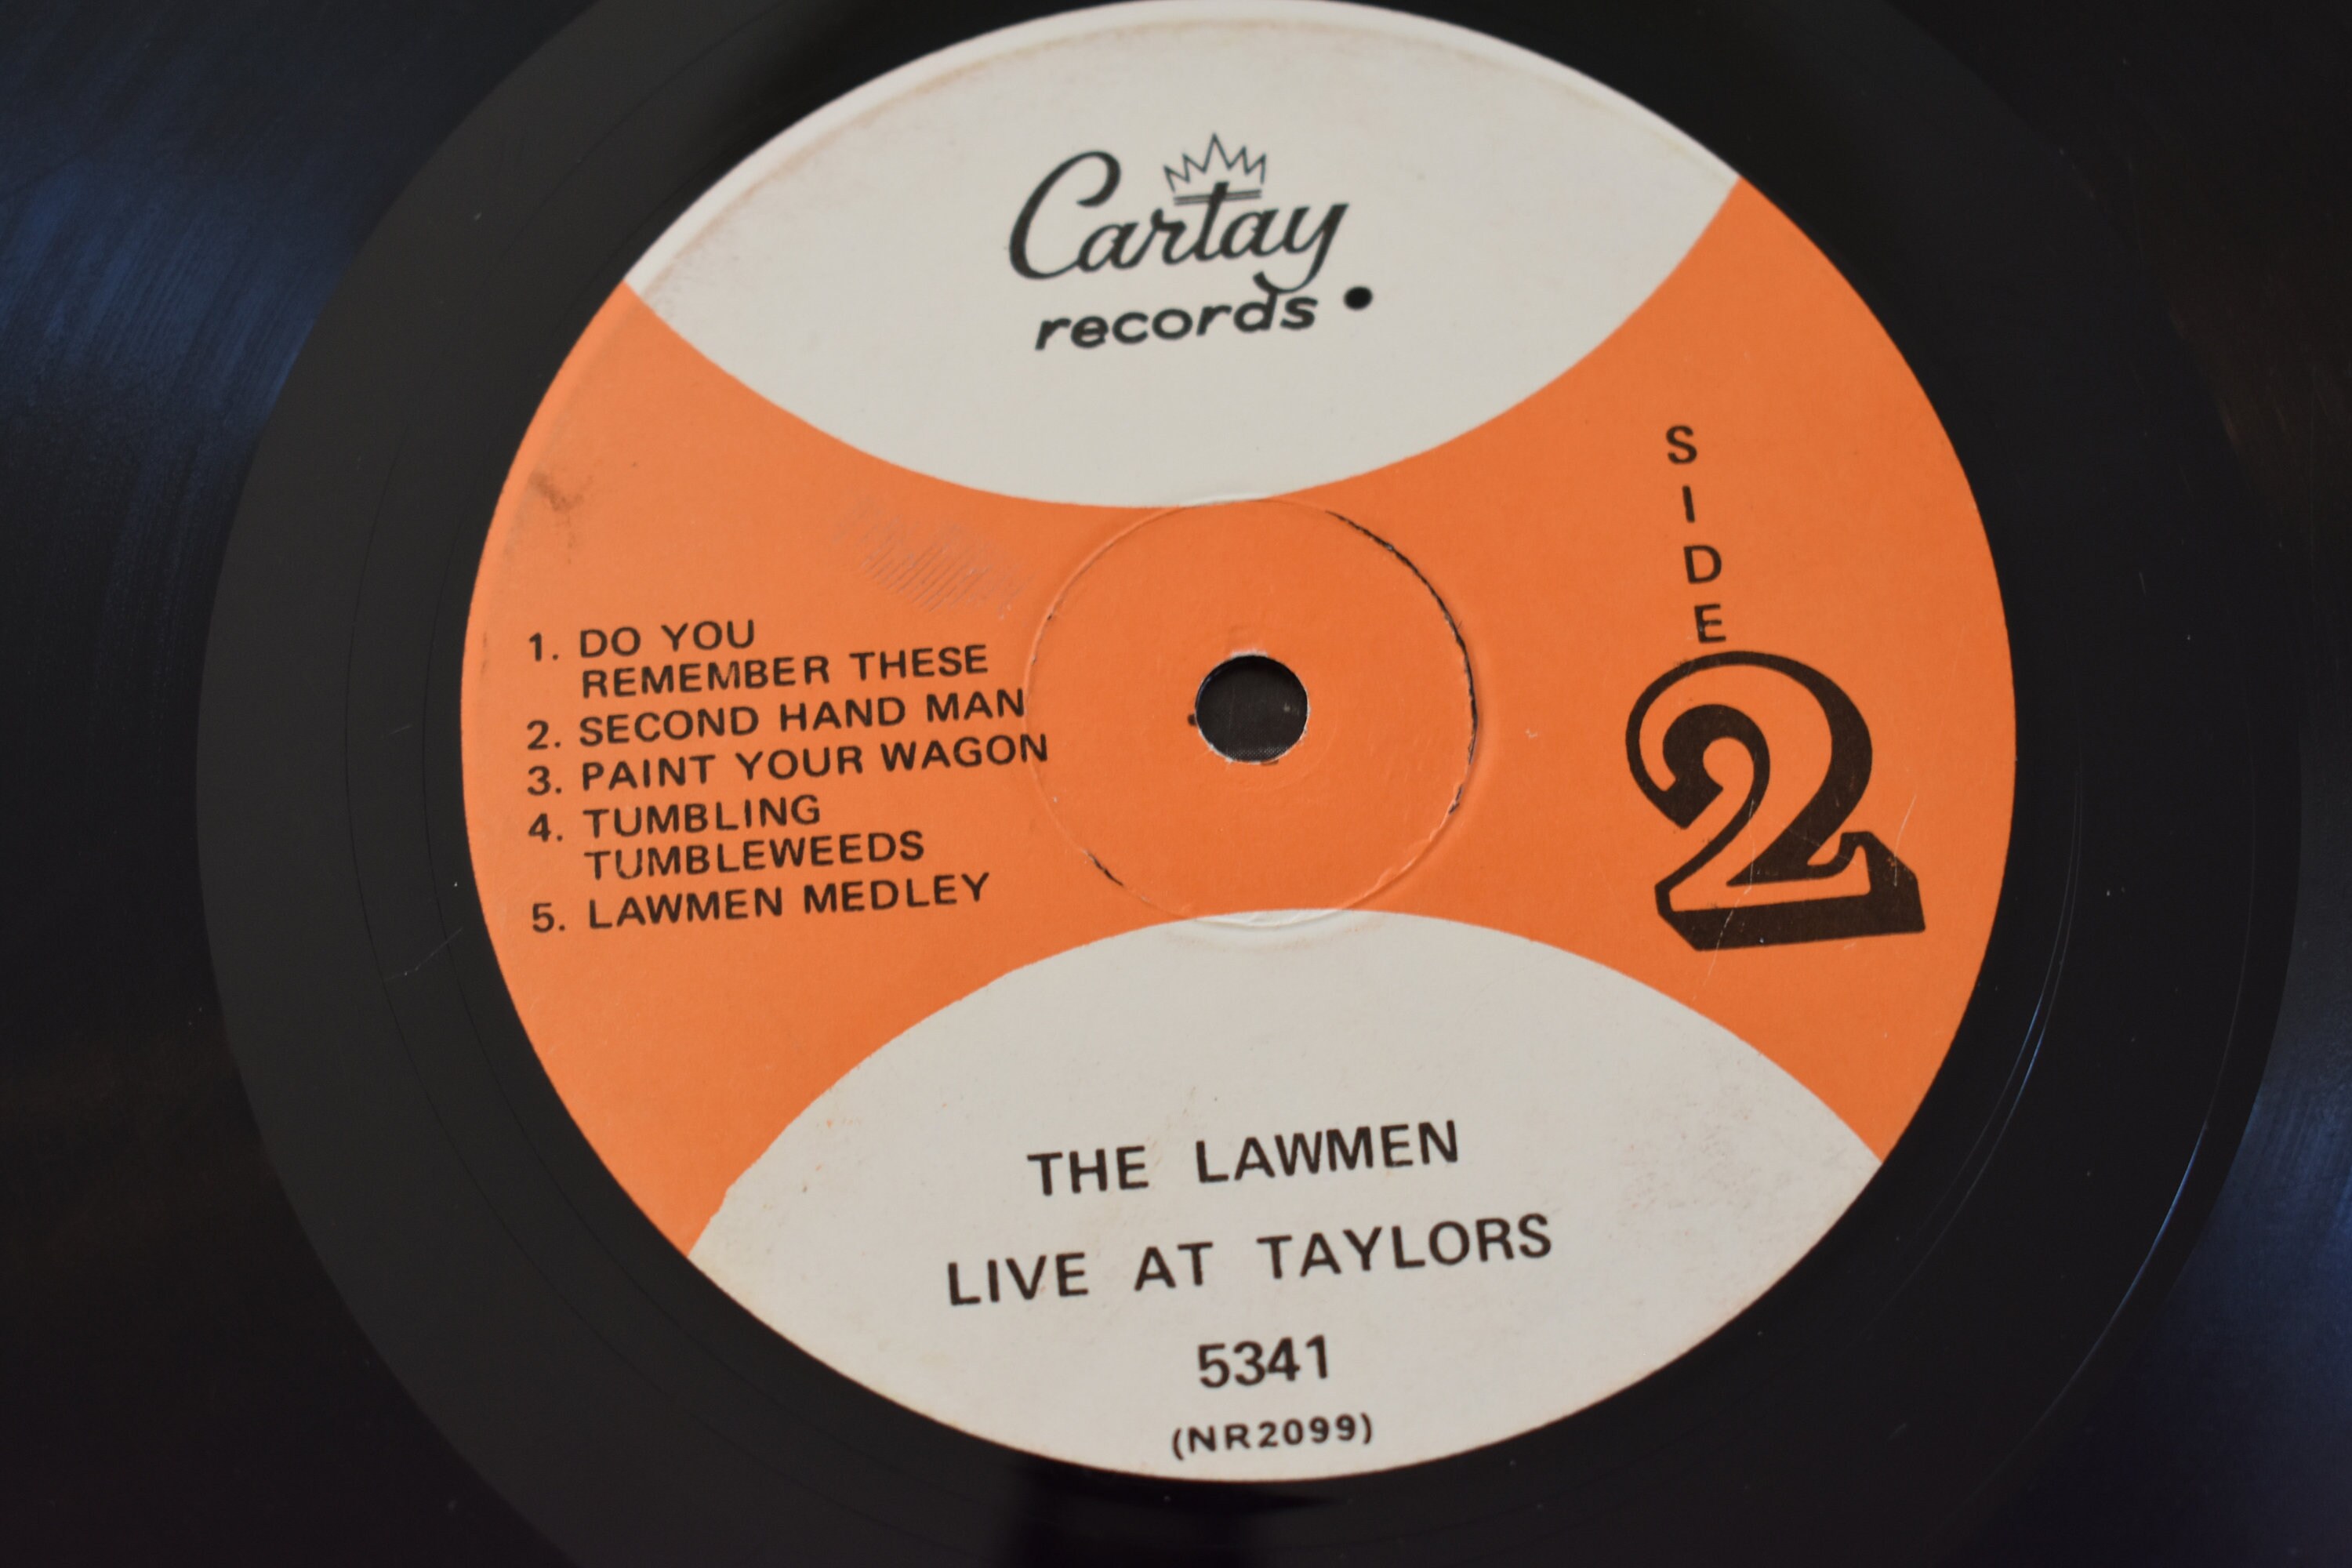 Cartay
records
S
I
D
E
2
1. DO YOU
REMEMBER THESE
2. SECOND HAND MAN
3. PAINT YOUR WAGON
4. TUMBLING
TUMBLEWEEDS
5. LAWMEN MEDLEY
THE LAWMEN
LIVE AT TAYLORS
5341
(NR2099)